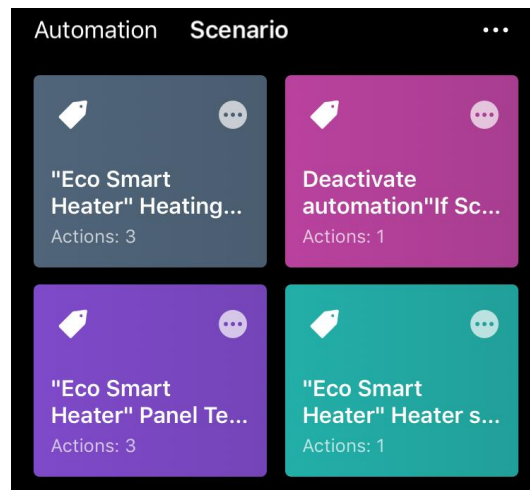 Automation Scenario
"Eco Smart
Heater" Heating...
Actions: 3
Deactivate
automation"If Sc...
Actions: 1
"Eco Smart
Heater" Panel Te...
Actions: 3
"Eco Smart
Heater" Heater s...
Actions: 1